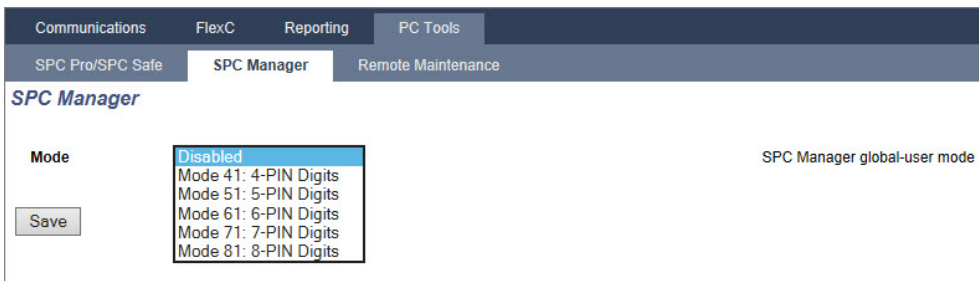 Communications FlexC Reporting PC Tools
SPC Pro/SPC Safe SPC Manager Remote Maintenance
SPC Manager
Mode Disabled SPC Manager global-user mode
Mode 41: 4-PIN Digits
Mode 51: 5-PIN Digits
Mode 61: 6-PIN Digits
Mode 71: 7-PIN Digits
Mode 81: 8-PIN Digits
Save